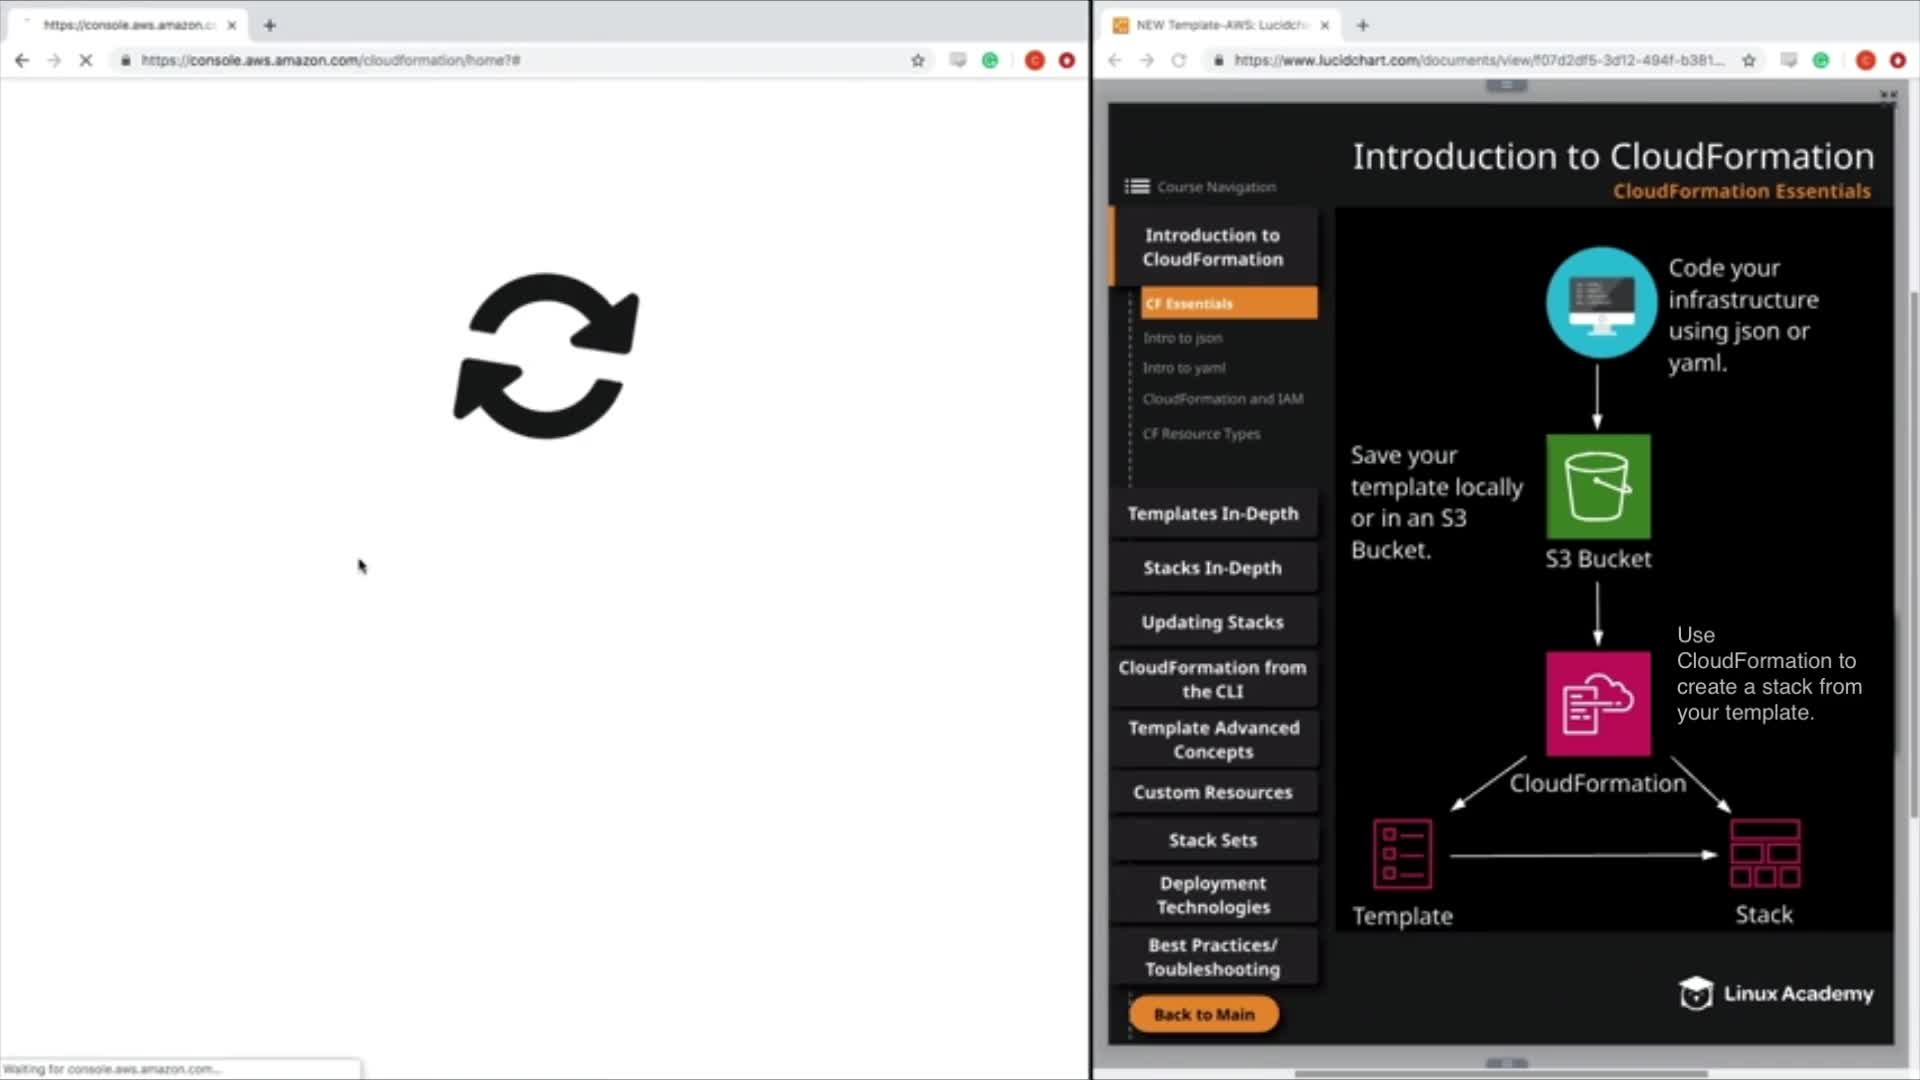 https://console.aws.amazon.c
https://console.aws.amazon.com/cloudformation/home?#
Waiting for console.aws.amazon.com...
NEW Template-AWS: Lucidch
https://www.lucidchart.com/documents/view/f07d2df5-3d12-494f-b381...
Introduction to CloudFormation
CloudFormation Essentials
Course Navigation
Introduction to
CloudFormation
CF Essentials
Intro to json
Intro to yaml
CloudFormation and IAM
CF Resource Types
Templates In-Depth
Stacks In-Depth
Updating Stacks
CloudFormation from
the CLI
Template Advanced
Concepts
Custom Resources
Stack Sets
Deployment
Technologies
Best Practices/
Toubleshooting
Back to Main
Code your
infrastructure
using json or
yaml.
Save your
template locally
or in an S3
Bucket.
S3 Bucket
Use
CloudFormation to
create a stack from
your template.
CloudFormation
Template
Stack
Linux Academy